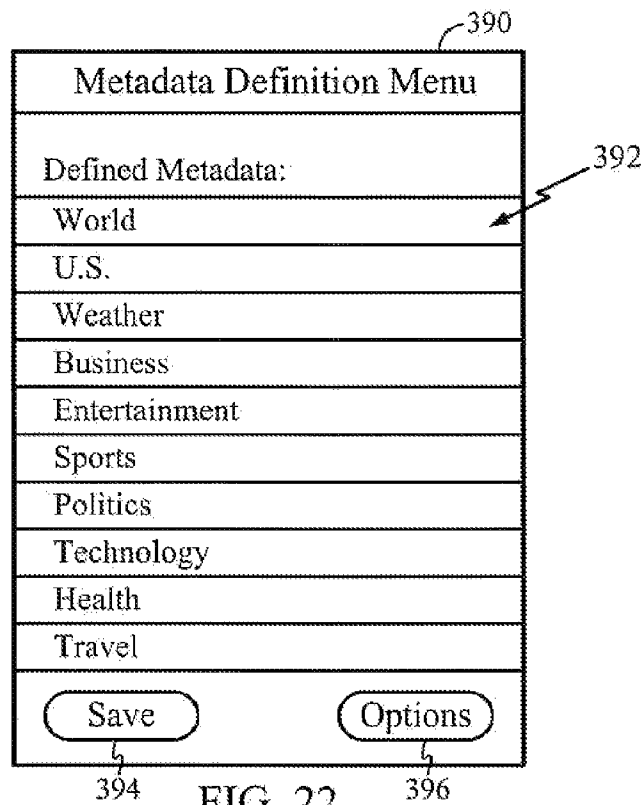 390
Metadata Definition Menu
Defined Metadata:
392
World
U.S.
Weather
Business
Entertainment
Sports
Politics
Technology
Health
Travel
Save
Options
394
FIG. 22
396